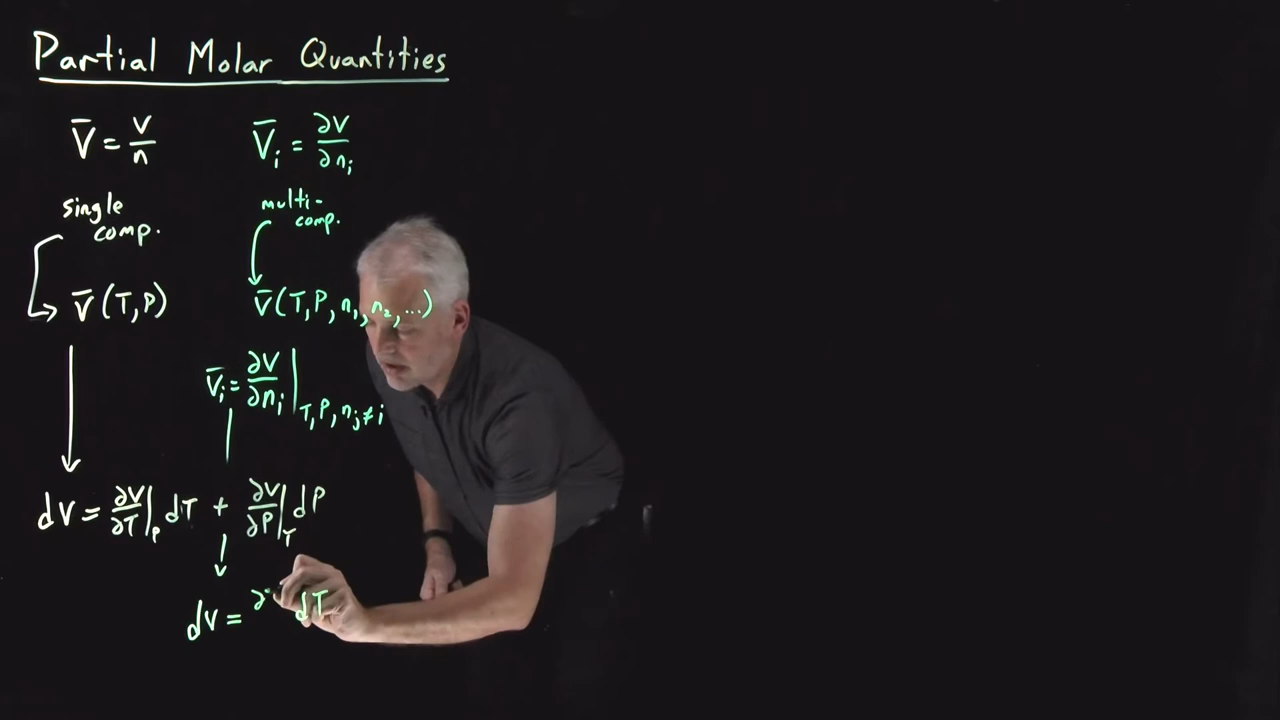 Partial Molar Quantities
V̄ = V/n
V̄ᵢ = ∂V/∂nᵢ
single comp.
multi-comp.
V̄(T,P)
V̄(T,P,n₁,n₂,...)
V̄ᵢ = ∂V/∂nᵢ|T,P,nⱼ≠i
dV = ∂V/∂T|P dT + ∂V/∂P|T dP
dV = ∂ dT